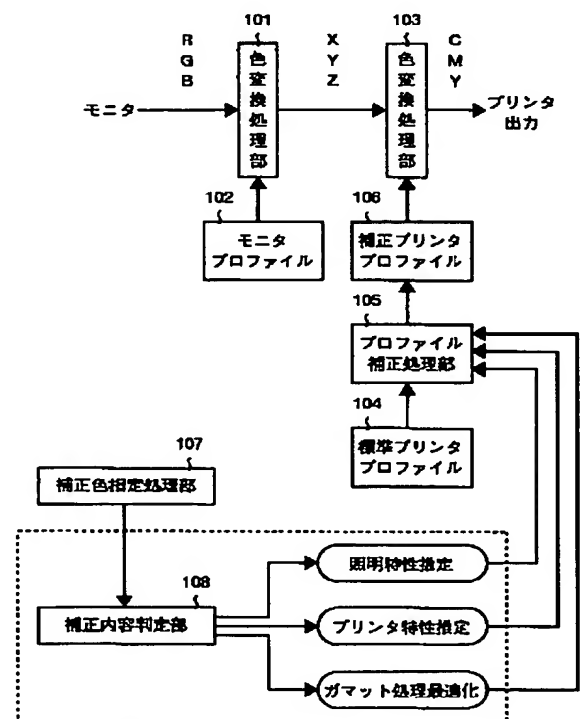 101
103
R
G
B
色変換処理部
X
Y
Z
色変換処理部
C
M
Y
モニタ
プリンタ
出力
102
モニタ
プロファイル
106
補正プリンタ
プロファイル
105
プロファイル
補正処理部
104
標準プリンタ
プロファイル
107
補正色指定処理部
108
補正内容判定部
照明特性推定
プリンタ特性推定
ガマット処理最適化